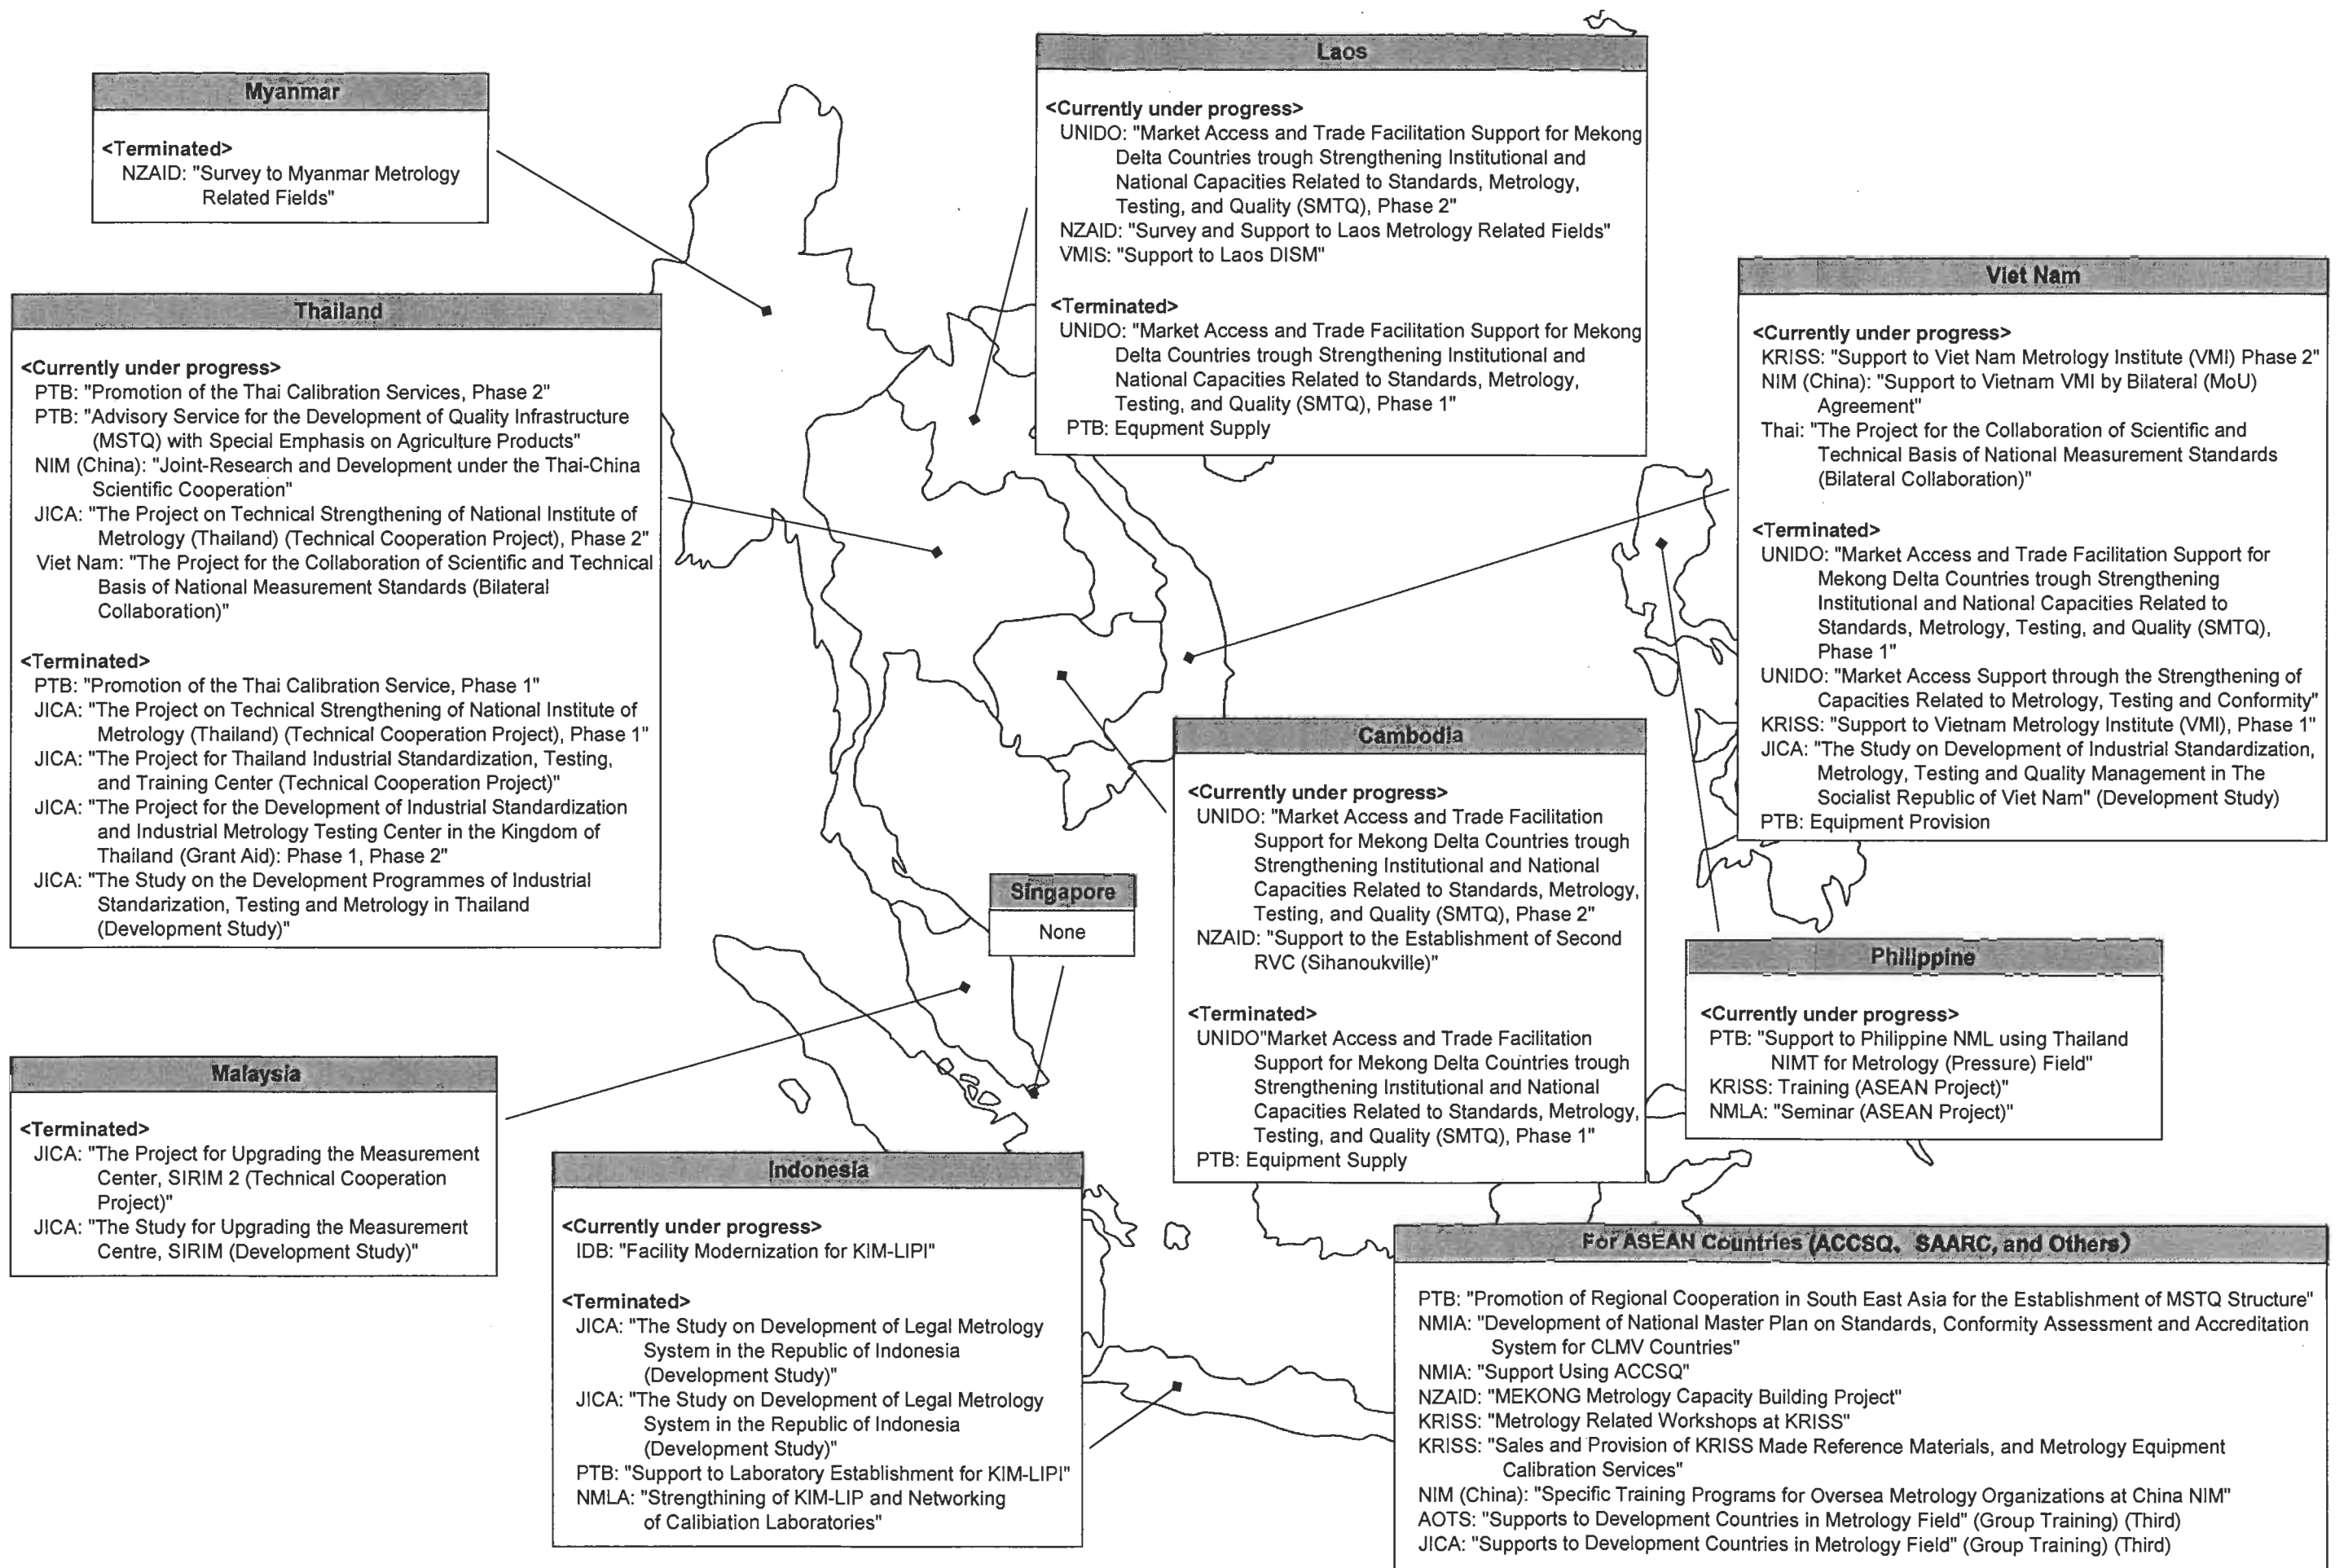 Myanmar
<Terminated>
NZAID: "Survey to Myanmar Metrology
Related Fields"
Laos
<Currently under progress>
UNIDO: "Market Access and Trade Facilitation Support for Mekong
Delta Countries trough Strengthening Institutional and
National Capacities Related to Standards, Metrology,
Testing, and Quality (SMTQ), Phase 2"
NZAID: "Survey and Support to Laos Metrology Related Fields"
VMIS: "Support to Laos DISM"
<Terminated>
UNIDO: "Market Access and Trade Facilitation Support for Mekong
Delta Countries trough Strengthening Institutional and
National Capacities Related to Standards, Metrology,
Testing, and Quality (SMTQ), Phase 1"
PTB: Equpment Supply
Thailand
<Currently under progress>
PTB: "Promotion of the Thai Calibration Services, Phase 2"
PTB: "Advisory Service for the Development of Quality Infrastructure
(MSTQ) with Special Emphasis on Agriculture Products"
NIM (China): "Joint-Research and Development under the Thai-China
Scientific Cooperation"
JICA: "The Project on Technical Strengthening of National Institute of
Metrology (Thailand) (Technical Cooperation Project), Phase 2"
Viet Nam: "The Project for the Collaboration of Scientific and Technical
Basis of National Measurement Standards (Bilateral
Collaboration)"
<Terminated>
PTB: "Promotion of the Thai Calibration Service, Phase 1"
JICA: "The Project on Technical Strengthening of National Institute of
Metrology (Thailand) (Technical Cooperation Project), Phase 1"
JICA: "The Project for Thailand Industrial Standardization, Testing,
and Training Center (Technical Cooperation Project)"
JICA: "The Project for the Development of Industrial Standardization
and Industrial Metrology Testing Center in the Kingdom of
Thailand (Grant Aid): Phase 1, Phase 2"
JICA: "The Study on the Development Programmes of Industrial
Standarization, Testing and Metrology in Thailand
(Development Study)"
Viet Nam
<Currently under progress>
KRISS: "Support to Viet Nam Metrology Institute (VMI) Phase 2"
NIM (China): "Support to Vietnam VMI by Bilateral (MoU)
Agreement"
Thai: "The Project for the Collaboration of Scientific and
Technical Basis of National Measurement Standards
(Bilateral Collaboration)"
<Terminated>
UNIDO: "Market Access and Trade Facilitation Support for
Mekong Delta Countries trough Strengthening
Institutional and National Capacities Related to
Standards, Metrology, Testing, and Quality (SMTQ),
Phase 1"
UNIDO: "Market Access Support through the Strengthening of
Capacities Related to Metrology, Testing and Conformity"
KRISS: "Support to Vietnam Metrology Institute (VMI), Phase 1"
JICA: "The Study on Development of Industrial Standardization,
Metrology, Testing and Quality Management in The
Socialist Republic of Viet Nam" (Development Study)
PTB: Equipment Provision
Cambodia
<Currently under progress>
UNIDO: "Market Access and Trade Facilitation
Support for Mekong Delta Countries trough
Strengthening Institutional and National
Capacities Related to Standards, Metrology,
Testing, and Quality (SMTQ), Phase 2"
NZAID: "Support to the Establishment of Second
RVC (Sihanoukville)"
<Terminated>
UNIDO"Market Access and Trade Facilitation
Support for Mekong Delta Countries trough
Strengthening Institutional and National
Capacities Related to Standards, Metrology,
Testing, and Quality (SMTQ), Phase 1"
PTB: Equipment Supply
Singapore
None
Philippine
<Currently under progress>
PTB: "Support to Philippine NML using Thailand
NIMT for Metrology (Pressure) Field"
KRISS: Training (ASEAN Project)"
NMLA: "Seminar (ASEAN Project)"
Malaysia
<Terminated>
JICA: "The Project for Upgrading the Measurement
Center, SIRIM 2 (Technical Cooperation
Project)"
JICA: "The Study for Upgrading the Measurement
Centre, SIRIM (Development Study)"
Indonesia
<Currently under progress>
IDB: "Facility Modernization for KIM-LIPI"
<Terminated>
JICA: "The Study on Development of Legal Metrology
System in the Republic of Indonesia
(Development Study)"
JICA: "The Study on Development of Legal Metrology
System in the Republic of Indonesia
(Development Study)"
PTB: "Support to Laboratory Establishment for KIM-LIPI"
NMLA: "Strengthining of KIM-LIP and Networking
of Calibiation Laboratories"
For ASEAN Countries (ACCSQ、SAARC, and Others)
PTB: "Promotion of Regional Cooperation in South East Asia for the Establishment of MSTQ Structure"
NMIA: "Development of National Master Plan on Standards, Conformity Assessment and Accreditation
System for CLMV Countries"
NMIA: "Support Using ACCSQ"
NZAID: "MEKONG Metrology Capacity Building Project"
KRISS: "Metrology Related Workshops at KRISS"
KRISS: "Sales and Provision of KRISS Made Reference Materials, and Metrology Equipment
Calibration Services"
NIM (China): "Specific Training Programs for Oversea Metrology Organizations at China NIM"
AOTS: "Supports to Development Countries in Metrology Field" (Group Training) (Third)
JICA: "Supports to Development Countries in Metrology Field" (Group Training) (Third)